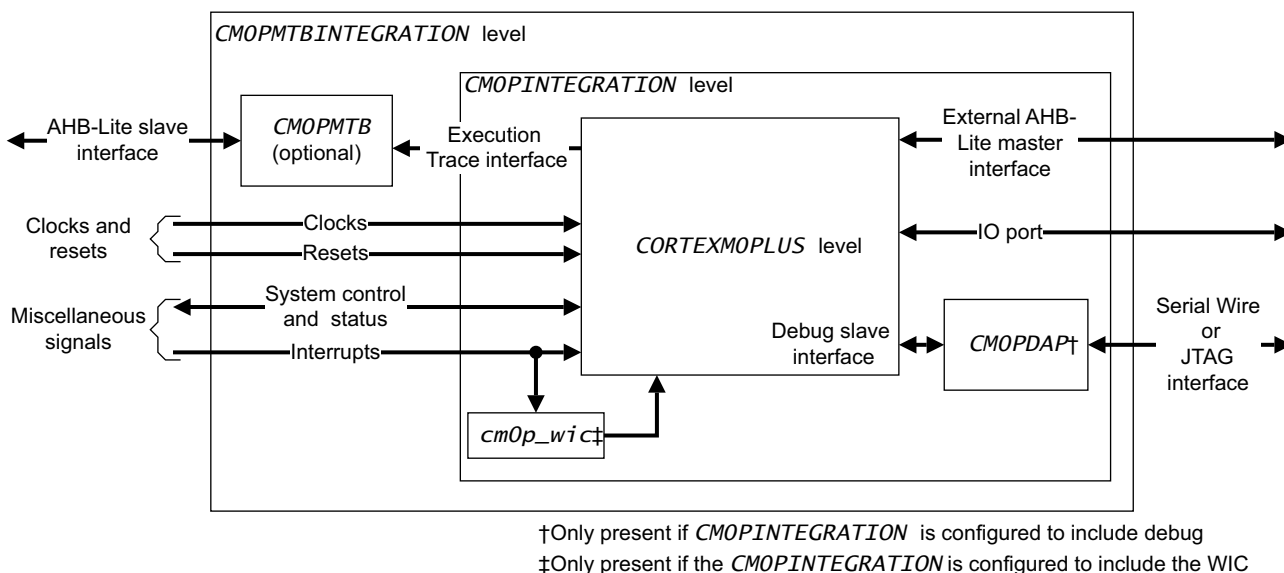 CM0PMTBINTEGRATION level
CM0PINTEGRATION level
AHB-Lite slave
interface
CM0PMTB
(optional)
Execution
Trace interface
External AHB-
Lite master
interface
Clocks and
resets
Clocks
Resets
CORTEXM0PLUS level
IO port
Miscellaneous
signals
System control
and status
Interrupts
Debug slave
interface
CM0PDAP†
Serial Wire
or
JTAG
interface
cm0p_wic‡
†Only present if CM0PINTEGRATION is configured to include debug
‡Only present if the CM0PINTEGRATION is configured to include the WIC